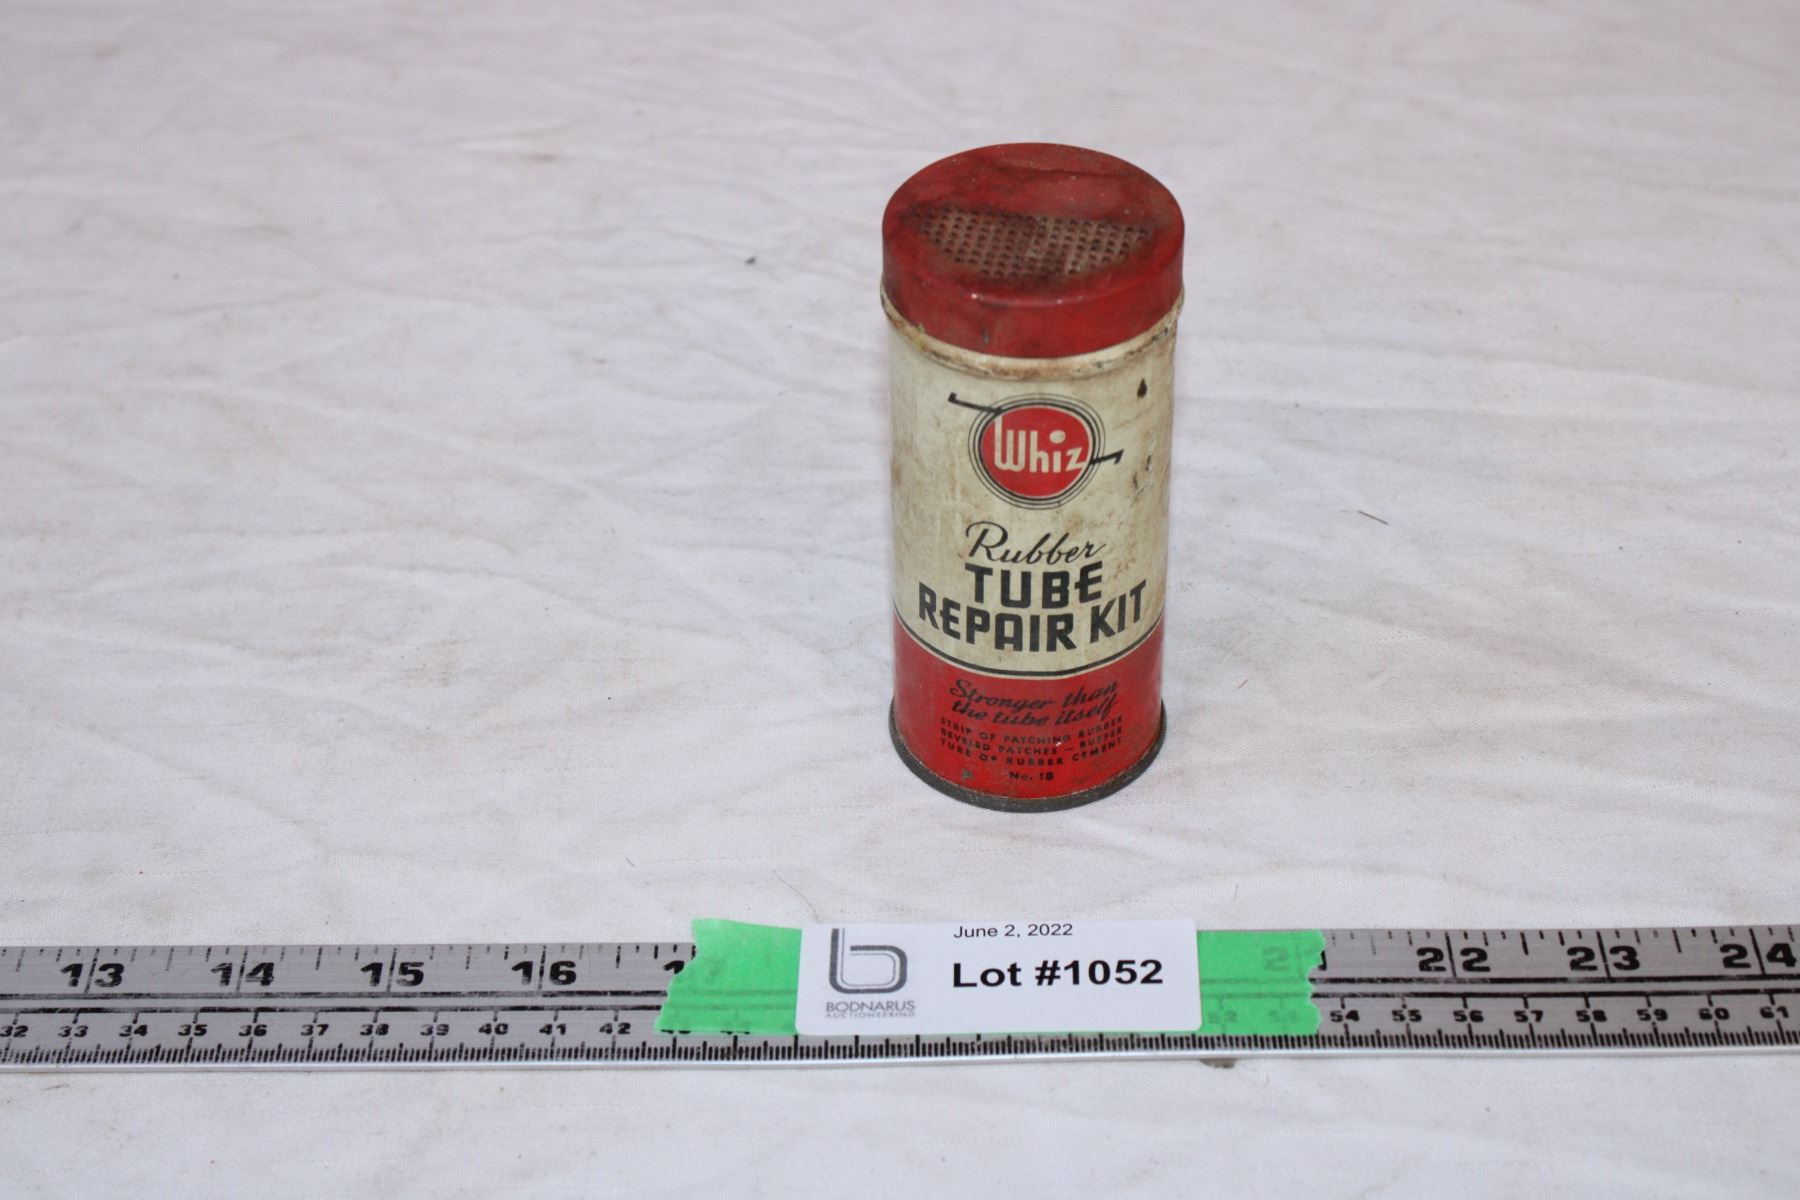 Whiz
Rubber
TUBE
REPAIR KIT
Stronger than
the tube itself
STRIP OF PATCHING RUBBER
BEVELED PATCHES — BUFFER
TUBE OF RUBBER CEMENT
No. 18
June 2, 2022
Lot #1052
BODNARUS
AUCTIONEERING
13 14 15 16 22 23 24
32 33 34 35 36 37 38 39 40 41 42 54 55 56 57 58 59 60 61